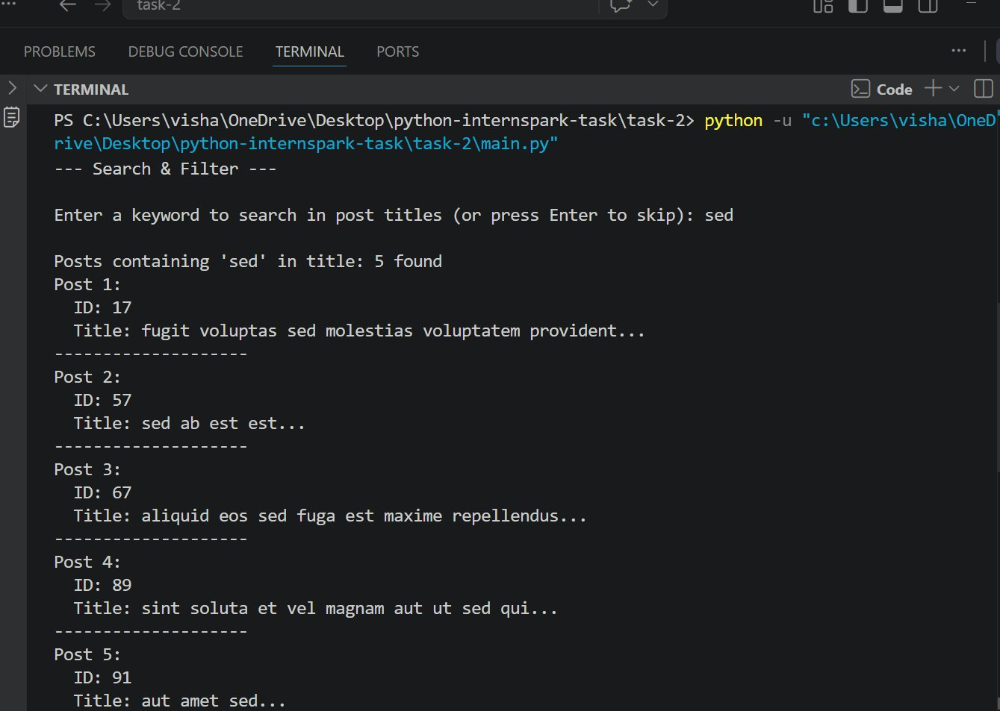 task-2
PROBLEMS DEBUG CONSOLE TERMINAL PORTS
TERMINAL Code
PS C:\Users\visha\OneDrive\Desktop\python-internspark-task\task-2> python -u "c:\Users\visha\OneD
rive\Desktop\python-internspark-task\task-2\main.py"
--- Search & Filter ---
Enter a keyword to search in post titles (or press Enter to skip): sed
Posts containing 'sed' in title: 5 found
Post 1:
ID: 17
Title: fugit voluptas sed molestias voluptatem provident...
--------------------
Post 2:
ID: 57
Title: sed ab est est...
--------------------
Post 3:
ID: 67
Title: aliquid eos sed fuga est maxime repellendus...
--------------------
Post 4:
ID: 89
Title: sint soluta et vel magnam aut ut sed qui...
--------------------
Post 5:
ID: 91
Title: aut amet sed...